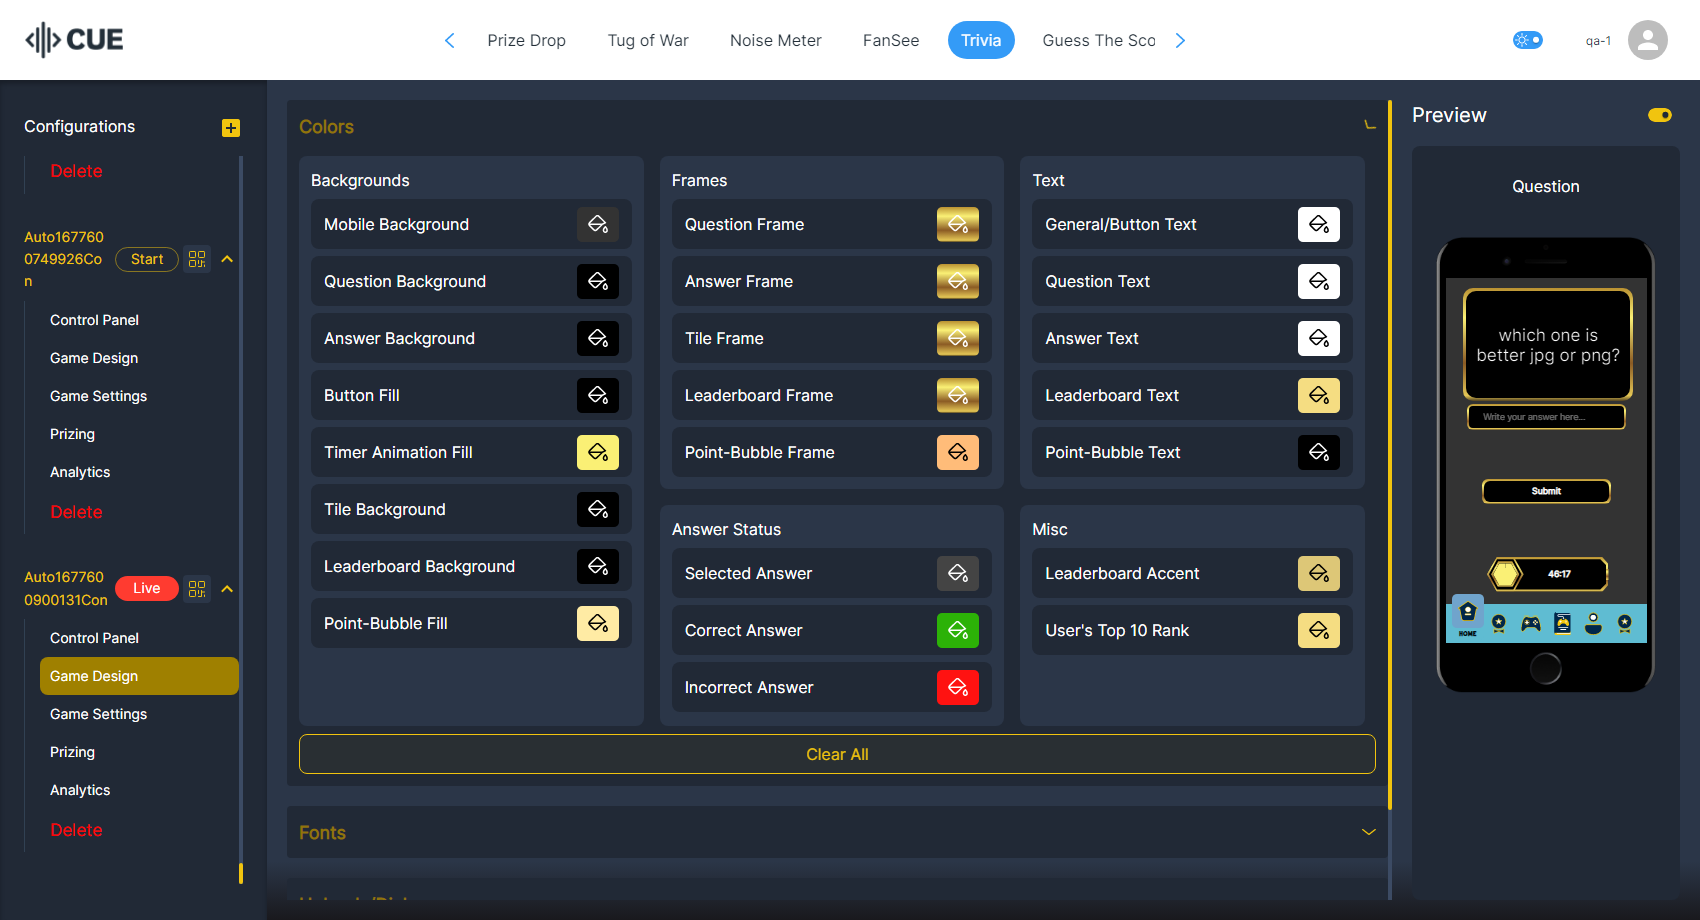 CUE
Prize Drop
Tug of War
Noise Meter
FanSee
Trivia
Guess The Sco
qa-1
Configurations
Delete
Auto167760
0749926Co
n
Start
Control Panel
Game Design
Game Settings
Prizing
Analytics
Delete
Auto167760
0900131Con
Live
Control Panel
Game Design
Game Settings
Prizing
Analytics
Delete
Colors
Backgrounds
Mobile Background
Question Background
Answer Background
Button Fill
Timer Animation Fill
Tile Background
Leaderboard Background
Point-Bubble Fill
Frames
Question Frame
Answer Frame
Tile Frame
Leaderboard Frame
Point-Bubble Frame
Text
General/Button Text
Question Text
Answer Text
Leaderboard Text
Point-Bubble Text
Answer Status
Selected Answer
Correct Answer
Incorrect Answer
Misc
Leaderboard Accent
User's Top 10 Rank
Clear All
Fonts
Preview
Question
which one is
better jpg or png?
Write your answer here...
Submit
46:17
HOME